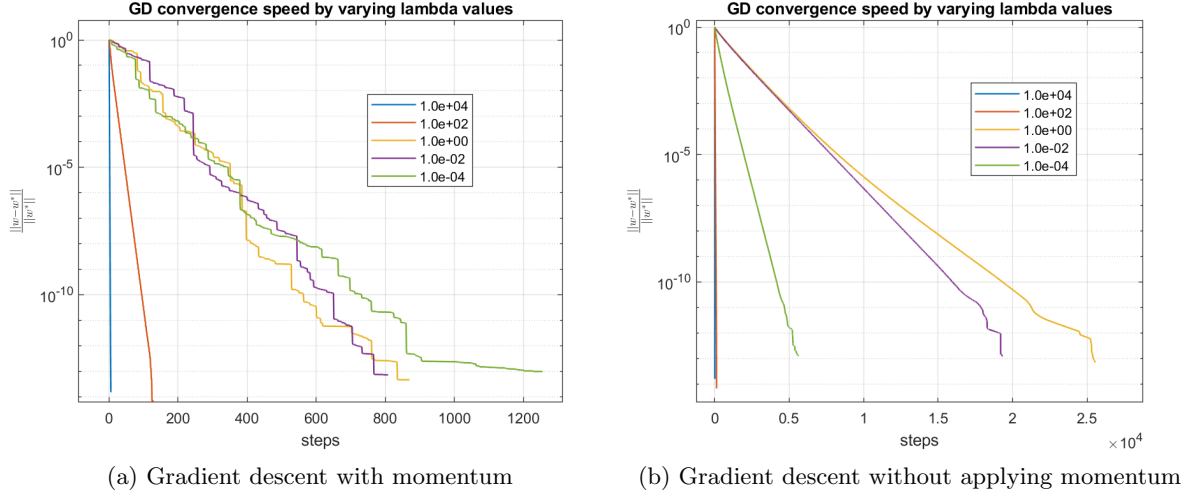 GD convergence speed by varying lambda values
10^0
10^-5
10^-10
||w−w*||
||w*||
0
200
400
600
800
1000
1200
steps
1.0e+04
1.0e+02
1.0e+00
1.0e-02
1.0e-04
(a) Gradient descent with momentum
GD convergence speed by varying lambda values
10^0
10^-5
10^-10
||w−w*||
||w*||
0
0.5
1
1.5
2
2.5
steps
×10^4
1.0e+04
1.0e+02
1.0e+00
1.0e-02
1.0e-04
(b) Gradient descent without applying momentum